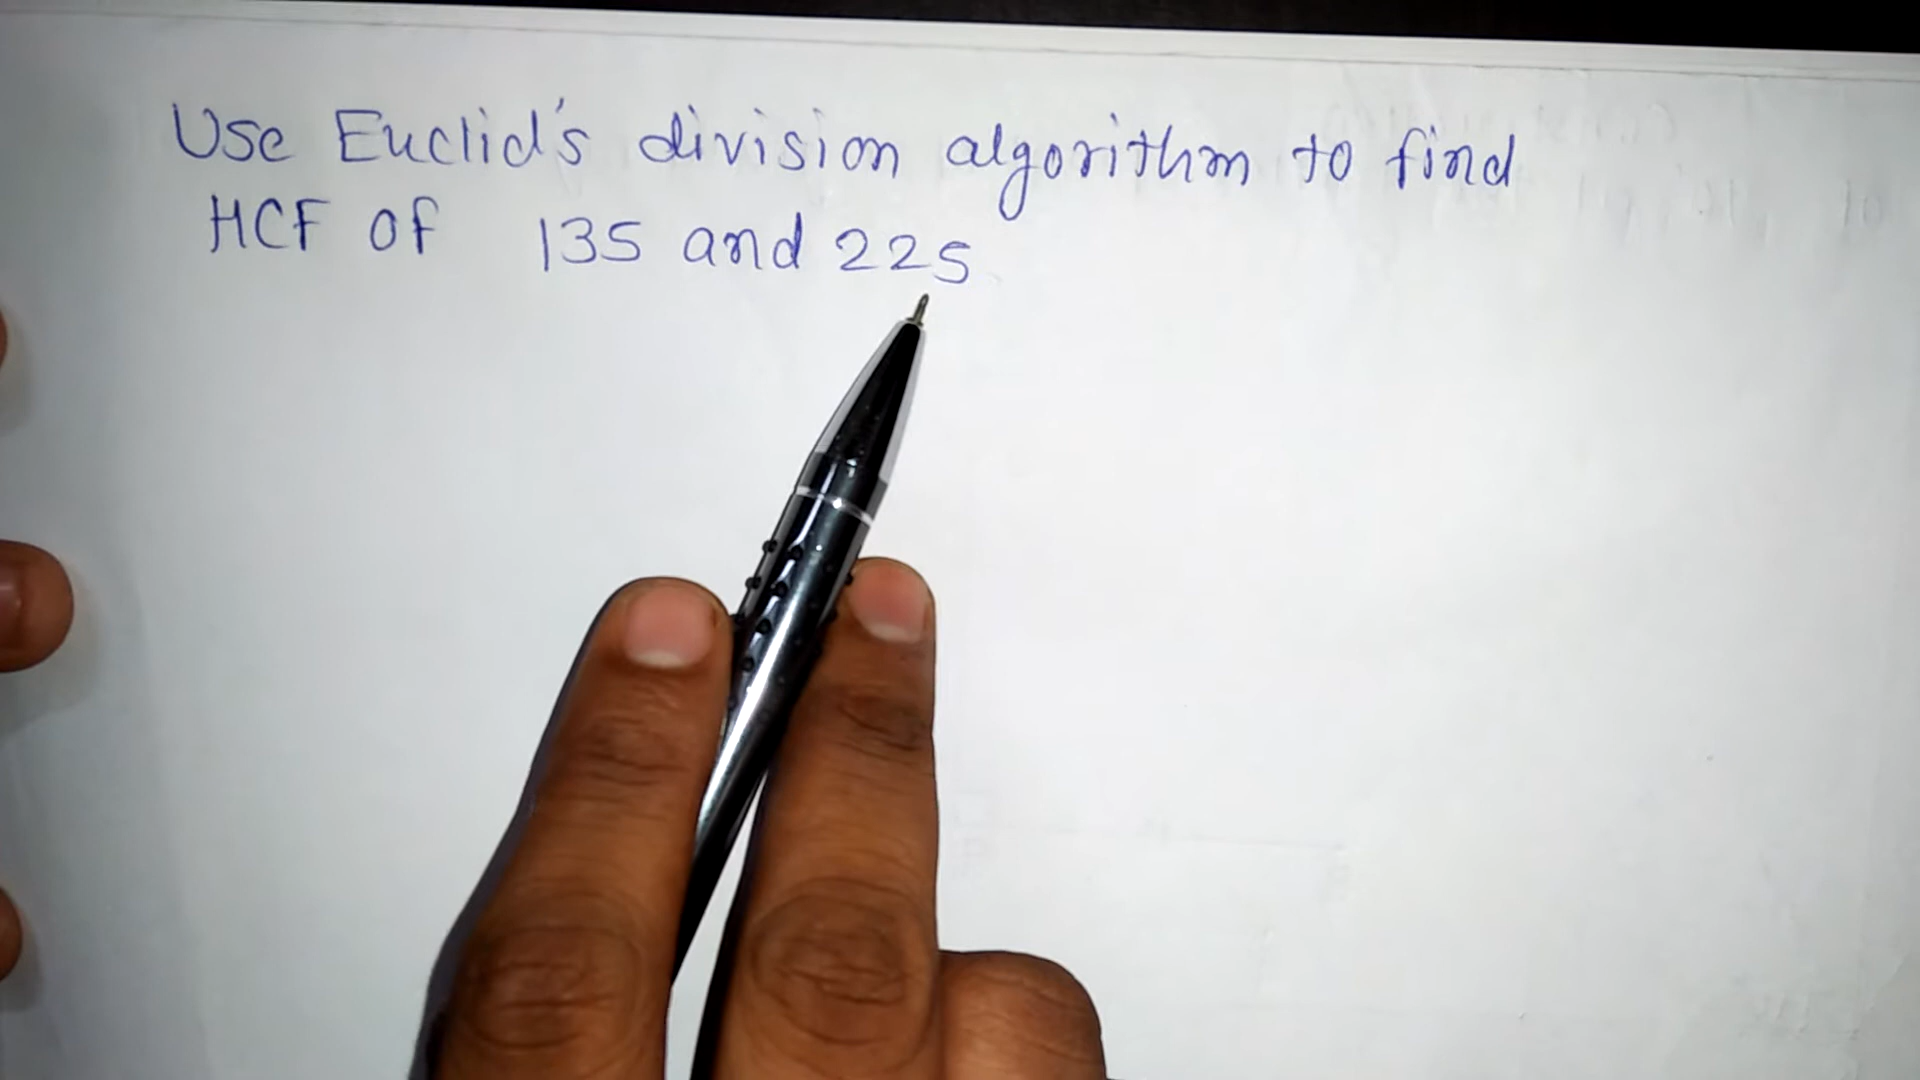 Use Euclid's division algorithm to find
HCF of 135 and 225